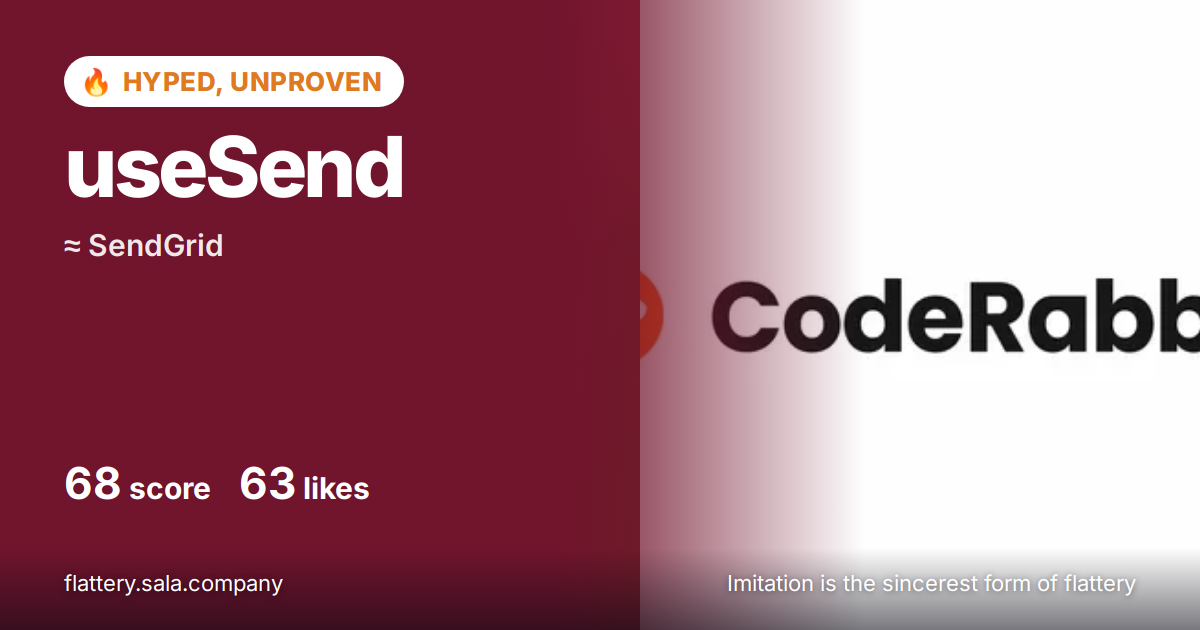 🔥 HYPED, UNPROVEN
useSend
≈ SendGrid
CodeRabb
68 score 63 likes
flattery.sala.company
Imitation is the sincerest form of flattery